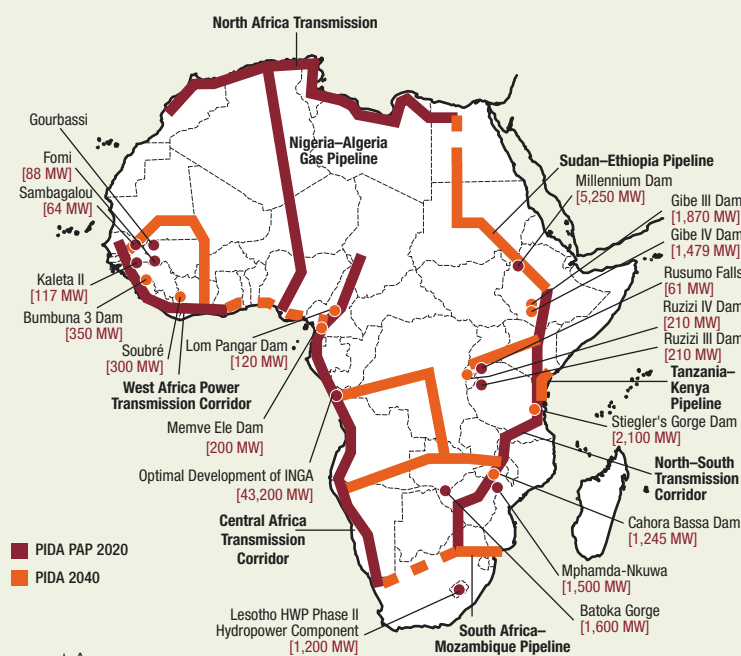 North Africa Transmission
Gourbassi
Fomi
[88 MW]
Sambagalou
[64 MW]
Nigeria–Algeria
Gas Pipeline
Sudan–Ethiopia Pipeline
Millennium Dam
[5,250 MW]
Gibe III Dam
[1,870 MW]
Gibe IV Dam
[1,479 MW]
Rusumo Falls
[61 MW]
Ruzizi IV Dam
[210 MW]
Ruzizi III Dam
[210 MW]
Tanzania–
Kenya
Pipeline
Kaleta II
[117 MW]
Bumbuna 3 Dam
[350 MW]
Soubré
[300 MW]
Lom Pangar Dam
[120 MW]
West Africa Power
Transmission Corridor
Memve Ele Dam
[200 MW]
Optimal Development of INGA
[43,200 MW]
Central Africa
Transmission
Corridor
Stiegler's Gorge Dam
[2,100 MW]
North–South
Transmission
Corridor
Cahora Bassa Dam
[1,245 MW]
Mphamda-Nkuwa
[1,500 MW]
Batoka Gorge
[1,600 MW]
PIDA PAP 2020
PIDA 2040
Lesotho HWP Phase II
Hydropower Component
[1,200 MW]
South Africa–
Mozambique Pipeline